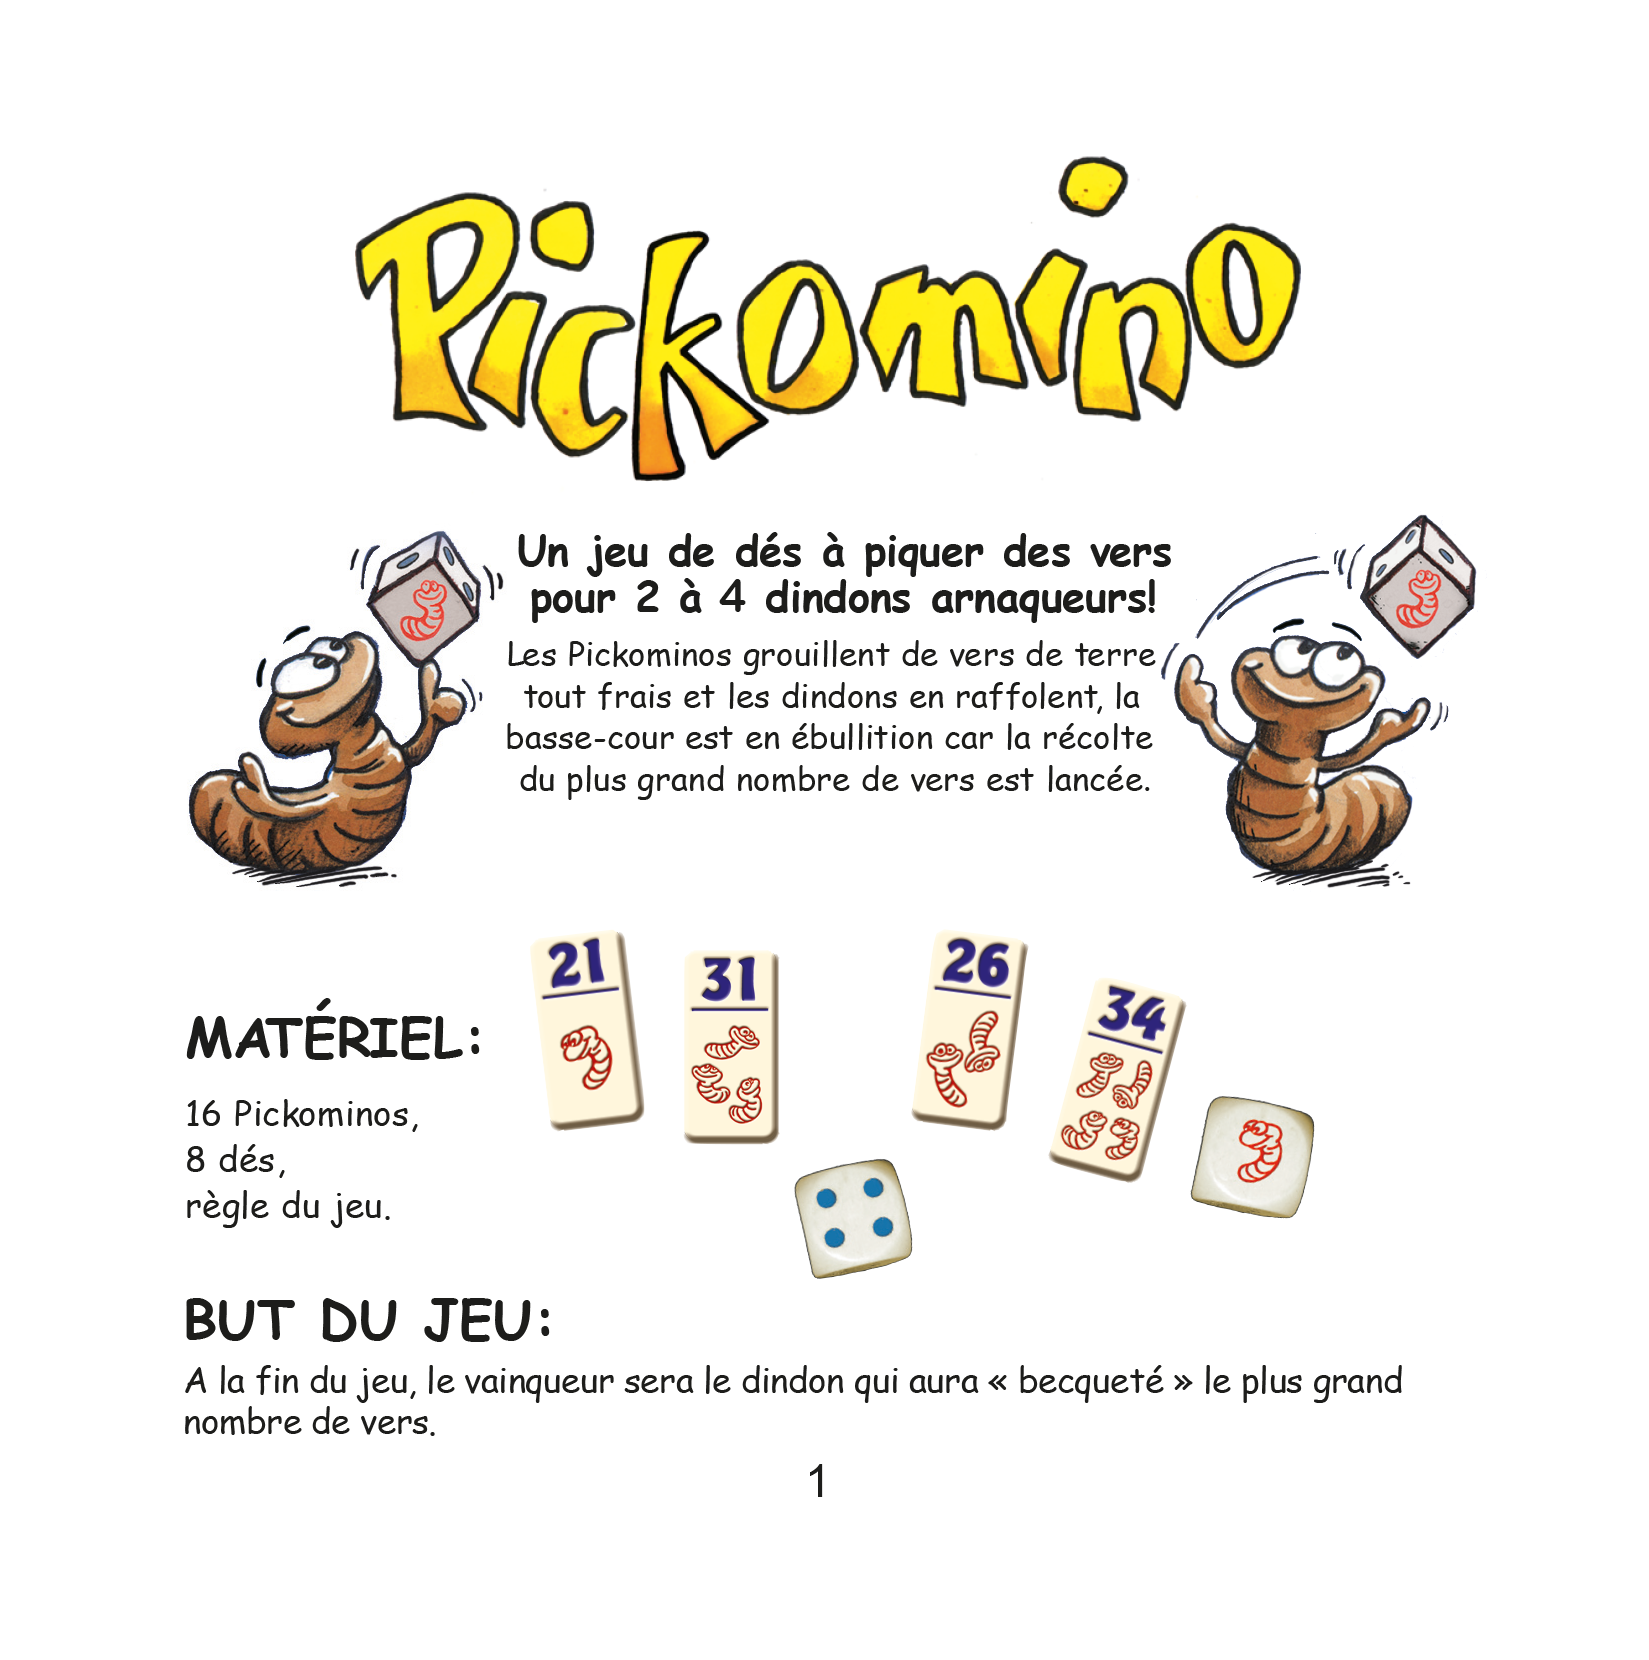 Pickomino
Un jeu de dés à piquer des vers
pour 2 à 4 dindons arnaqueurs!
Les Pickominos grouillent de vers de terre
tout frais et les dindons en raffolent, la
basse-cour est en ébullition car la récolte
du plus grand nombre de vers est lancée.
21
31
26
34
MATÉRIEL:
16 Pickominos,
8 dés,
règle du jeu.
BUT DU JEU:
A la fin du jeu, le vainqueur sera le dindon qui aura « becqueté » le plus grand
nombre de vers.
1